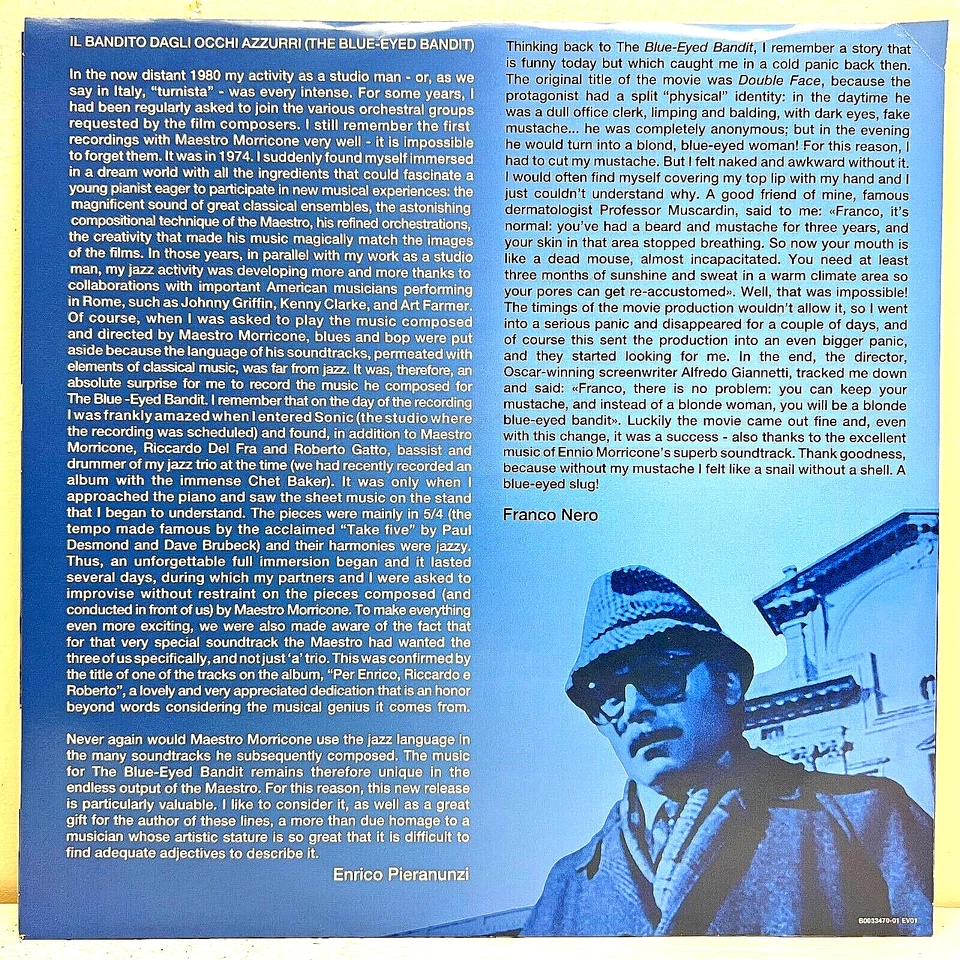 IL BANDITO DAGLI OCCHI AZZURRI (THE BLUE-EYED BANDIT)
In the now distant 1980 my activity as a studio man - or, as we
say in Italy, “turnista” - was every intense. For some years, I
had been regularly asked to join the various orchestral groups
requested by the film composers. I still remember the first
recordings with Maestro Morricone very well - it is impossible
to forget them. It was in 1974. I suddenly found myself immersed
in a dream world with all the ingredients that could fascinate a
young pianist eager to participate in new musical experiences: the
magnificent sound of great classical ensembles, the astonishing
compositional technique of the Maestro, his refined orchestrations,
the creativity that made his music magically match the images
of the films. In those years, in parallel with my work as a studio
man, my jazz activity was developing more and more thanks to
collaborations with important American musicians performing
in Rome, such as Johnny Griffin, Kenny Clarke, and Art Farmer.
Of course, when I was asked to play the music composed
and directed by Maestro Morricone, blues and bop were put
aside because the language of his soundtracks, permeated with
elements of classical music, was far from jazz. It was, therefore, an
absolute surprise for me to record the music he composed for
The Blue -Eyed Bandit. I remember that on the day of the recording
I was frankly amazed when I entered Sonic (the studio where
the recording was scheduled) and found, in addition to Maestro
Morricone, Riccardo Del Fra and Roberto Gatto, bassist and
drummer of my jazz trio at the time (we had recently recorded an
album with the immense Chet Baker). It was only when I
approached the piano and saw the sheet music on the stand
that I began to understand. The pieces were mainly in 5/4 (the
tempo made famous by the acclaimed “Take five” by Paul
Desmond and Dave Brubeck) and their harmonies were jazzy.
Thus, an unforgettable full immersion began and it lasted
several days, during which my partners and I were asked to
improvise without restraint on the pieces composed (and
conducted in front of us) by Maestro Morricone. To make everything
even more exciting, we were also made aware of the fact that
for that very special soundtrack the Maestro had wanted the
three of us specifically, and not just ‘a’ trio. This was confirmed by
the title of one of the tracks on the album, “Per Enrico, Riccardo e
Roberto”, a lovely and very appreciated dedication that is an honor
beyond words considering the musical genius it comes from.
Never again would Maestro Morricone use the jazz language in
the many soundtracks he subsequently composed. The music
for The Blue-Eyed Bandit remains therefore unique in the
endless output of the Maestro. For this reason, this new release
is particularly valuable. I like to consider it, as well as a great
gift for the author of these lines, a more than due homage to a
musician whose artistic stature is so great that it is difficult to
find adequate adjectives to describe it.
Enrico Pieranunzi
Thinking back to The Blue-Eyed Bandit, I remember a story that
is funny today but which caught me in a cold panic back then.
The original title of the movie was Double Face, because the
protagonist had a split “physical” identity: in the daytime he
was a dull office clerk, limping and balding, with dark eyes, fake
mustache... he was completely anonymous; but in the evening
he would turn into a blond, blue-eyed woman! For this reason, I
had to cut my mustache. But I felt naked and awkward without it.
I would often find myself covering my top lip with my hand and I
just couldn’t understand why. A good friend of mine, famous
dermatologist Professor Muscardin, said to me: «Franco, it’s
normal: you’ve had a beard and mustache for three years, and
your skin in that area stopped breathing. So now your mouth is
like a dead mouse, almost incapacitated. You need at least
three months of sunshine and sweat in a warm climate area so
your pores can get re-accustomed». Well, that was impossible!
The timings of the movie production wouldn’t allow it, so I went
into a serious panic and disappeared for a couple of days, and
of course this sent the production into an even bigger panic,
and they started looking for me. In the end, the director,
Oscar-winning screenwriter Alfredo Giannetti, tracked me down
and said: «Franco, there is no problem: you can keep your
mustache, and instead of a blonde woman, you will be a blonde
blue-eyed bandit». Luckily the movie came out fine and, even
with this change, it was a success - also thanks to the excellent
music of Ennio Morricone’s superb soundtrack. Thank goodness,
because without my mustache I felt like a snail without a shell. A
blue-eyed slug!
Franco Nero
B0033470-01 EV01